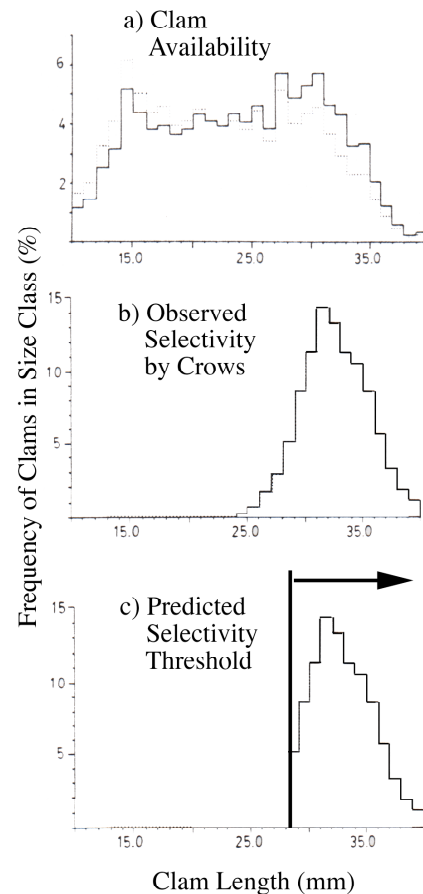 a) Clam
Availability
6
4
2
15.0 25.0 35.0
Frequency of Clams in Size Class (%)
b) Observed
Selectivity
by Crows
15
10
5
15.0 25.0 35.0
c) Predicted
Selectivity
Threshold
15
10
5
15.0 25.0 35.0
Clam Length (mm)